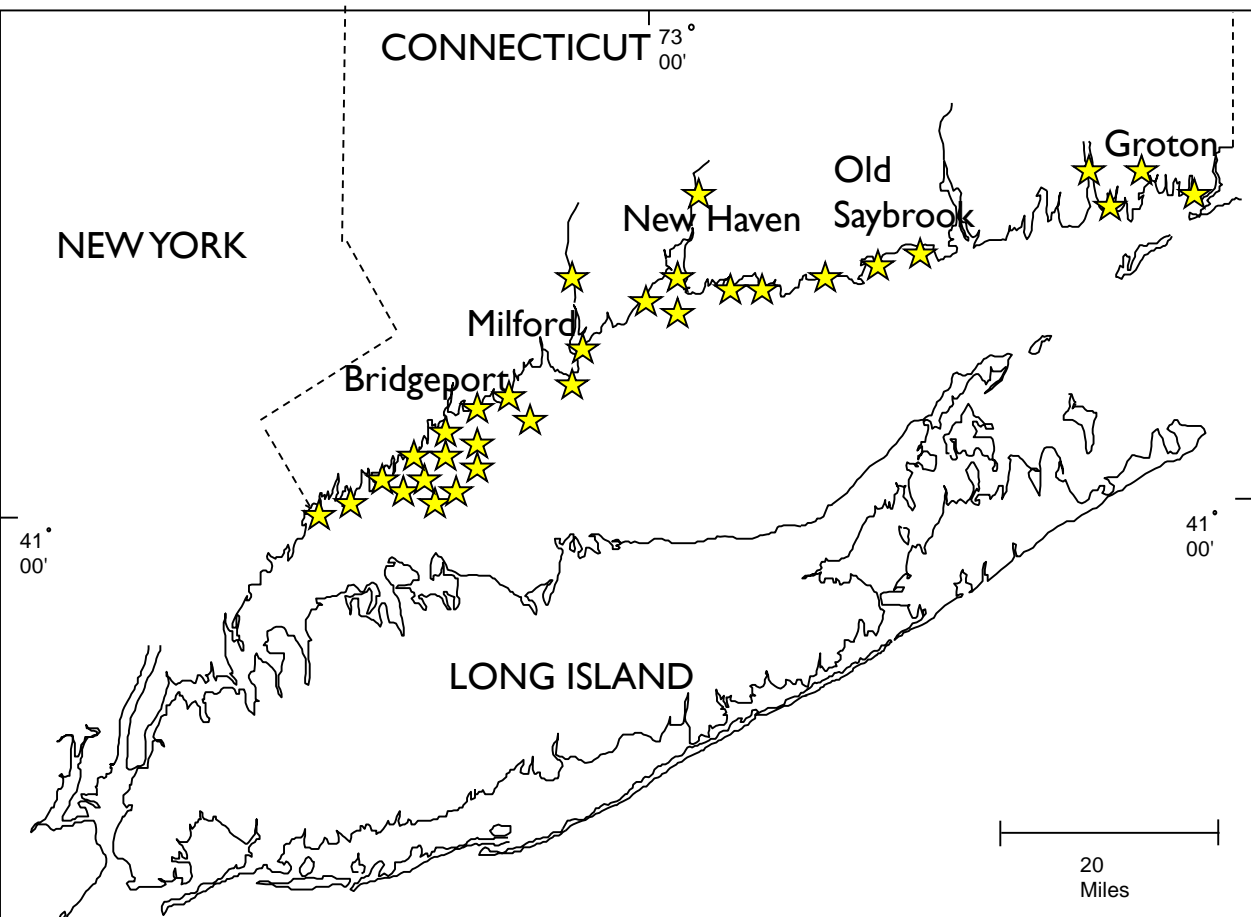 CONNECTICUT
73°
00'
Groton
Old
Saybrook
New Haven
NEW YORK
Milford
Bridgeport
41°
00'
41°
00'
LONG ISLAND
20
Miles